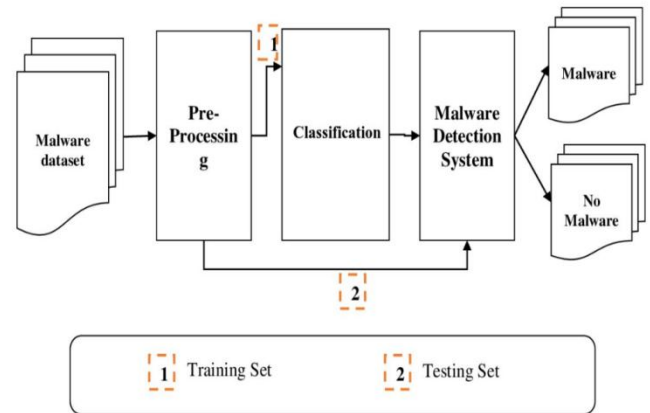 1
Malware
dataset
Pre-
Processin
g
Classification
Malware
Detection
System
Malware
No
Malware
2
1 Training Set
2 Testing Set